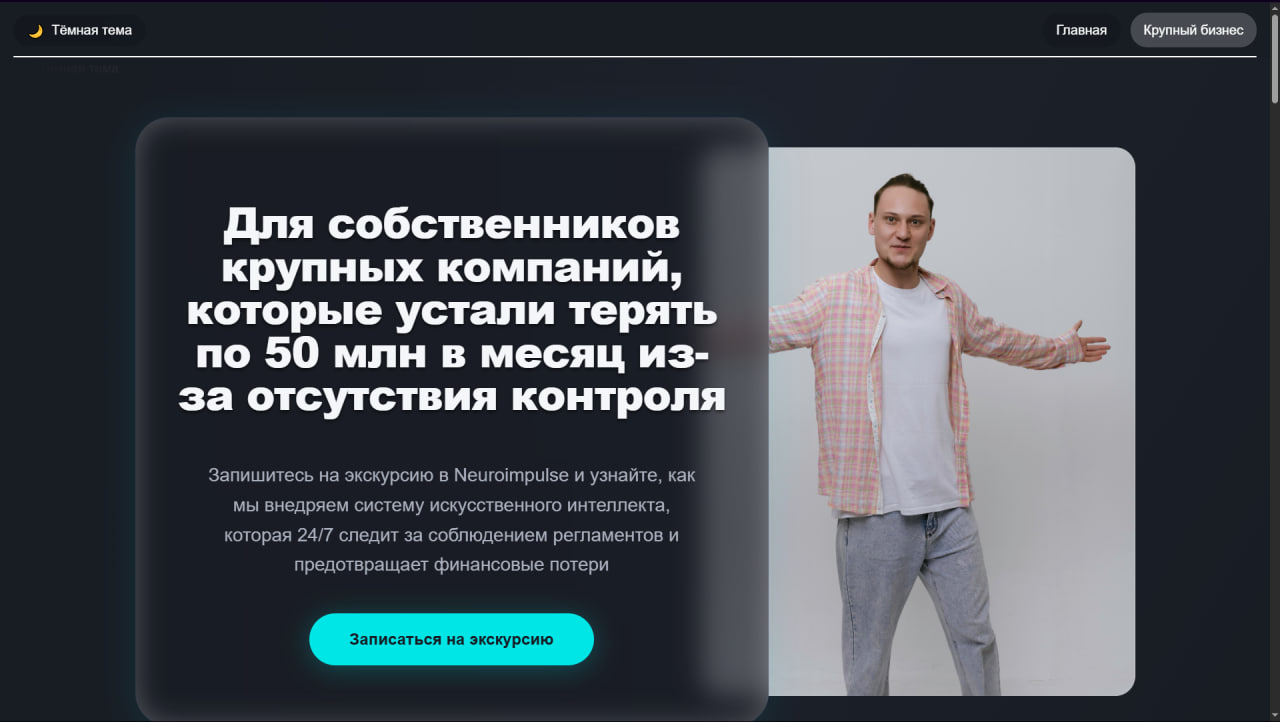 Тёмная тема
Главная
Крупный бизнес
Для собственников
крупных компаний,
которые устали терять
по 50 млн в месяц из-
за отсутствия контроля
Запишитесь на экскурсию в Neuroimpulse и узнайте, как
мы внедряем систему искусственного интеллекта,
которая 24/7 следит за соблюдением регламентов и
предотвращает финансовые потери
Записаться на экскурсию